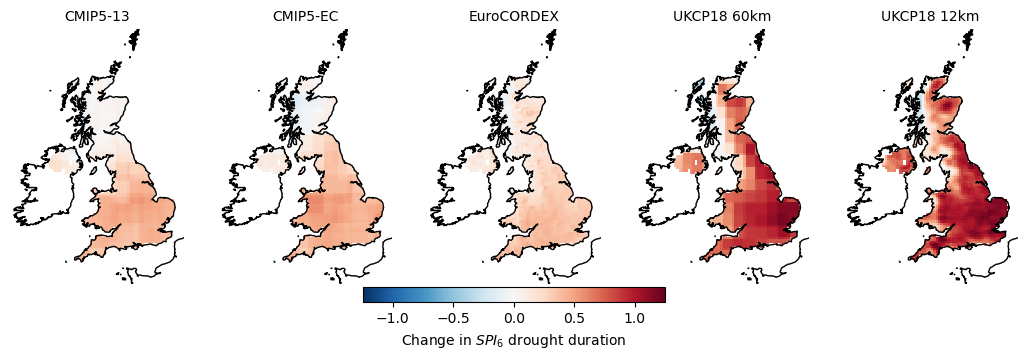 CMIP5-13 CMIP5-EC EuroCORDEX UKCP18 60km UKCP18 12km
−1.0 −0.5 0.0 0.5 1.0
Change in SPI₆ drought duration